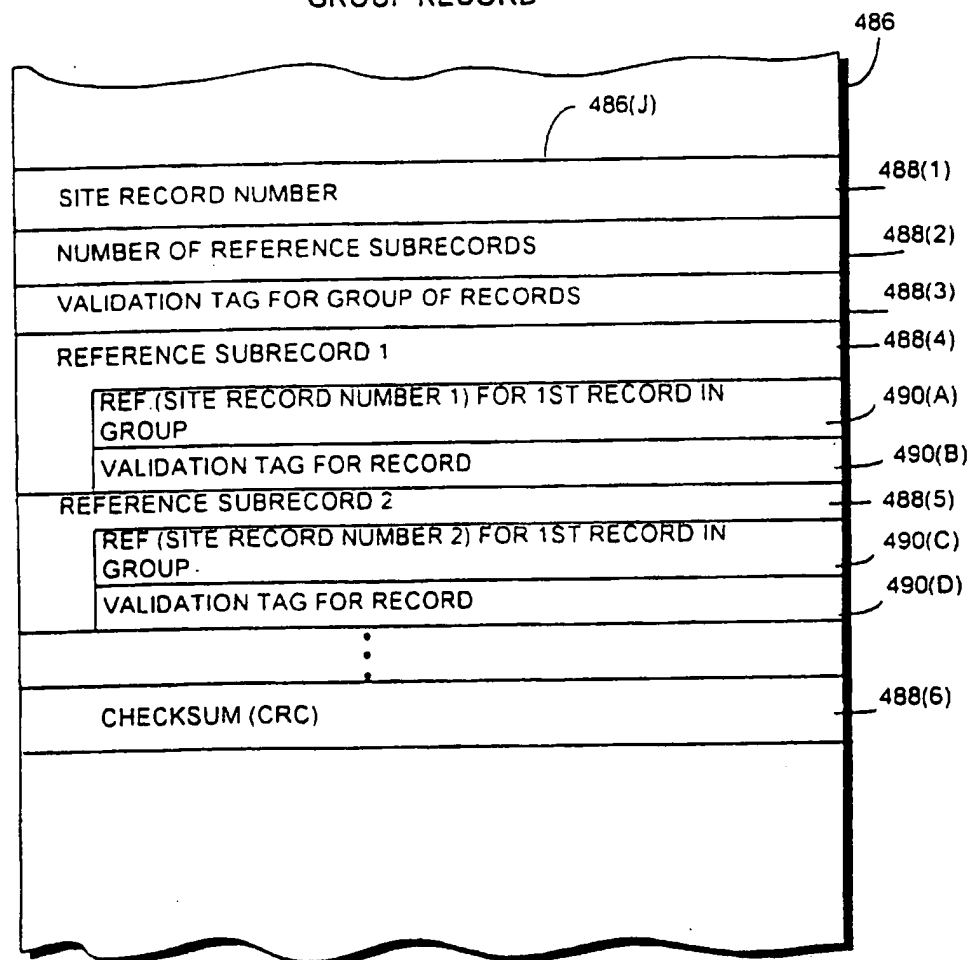 GROUP RECORD
486
486(J)
SITE RECORD NUMBER
488(1)
NUMBER OF REFERENCE SUBRECORDS
488(2)
VALIDATION TAG FOR GROUP OF RECORDS
488(3)
REFERENCE SUBRECORD 1
488(4)
REF.(SITE RECORD NUMBER 1) FOR 1ST RECORD IN
GROUP
490(A)
VALIDATION TAG FOR RECORD
490(B)
REFERENCE SUBRECORD 2
488(5)
REF (SITE RECORD NUMBER 2) FOR 1ST RECORD IN
GROUP.
490(C)
VALIDATION TAG FOR RECORD
490(D)
CHECKSUM (CRC)
488(6)